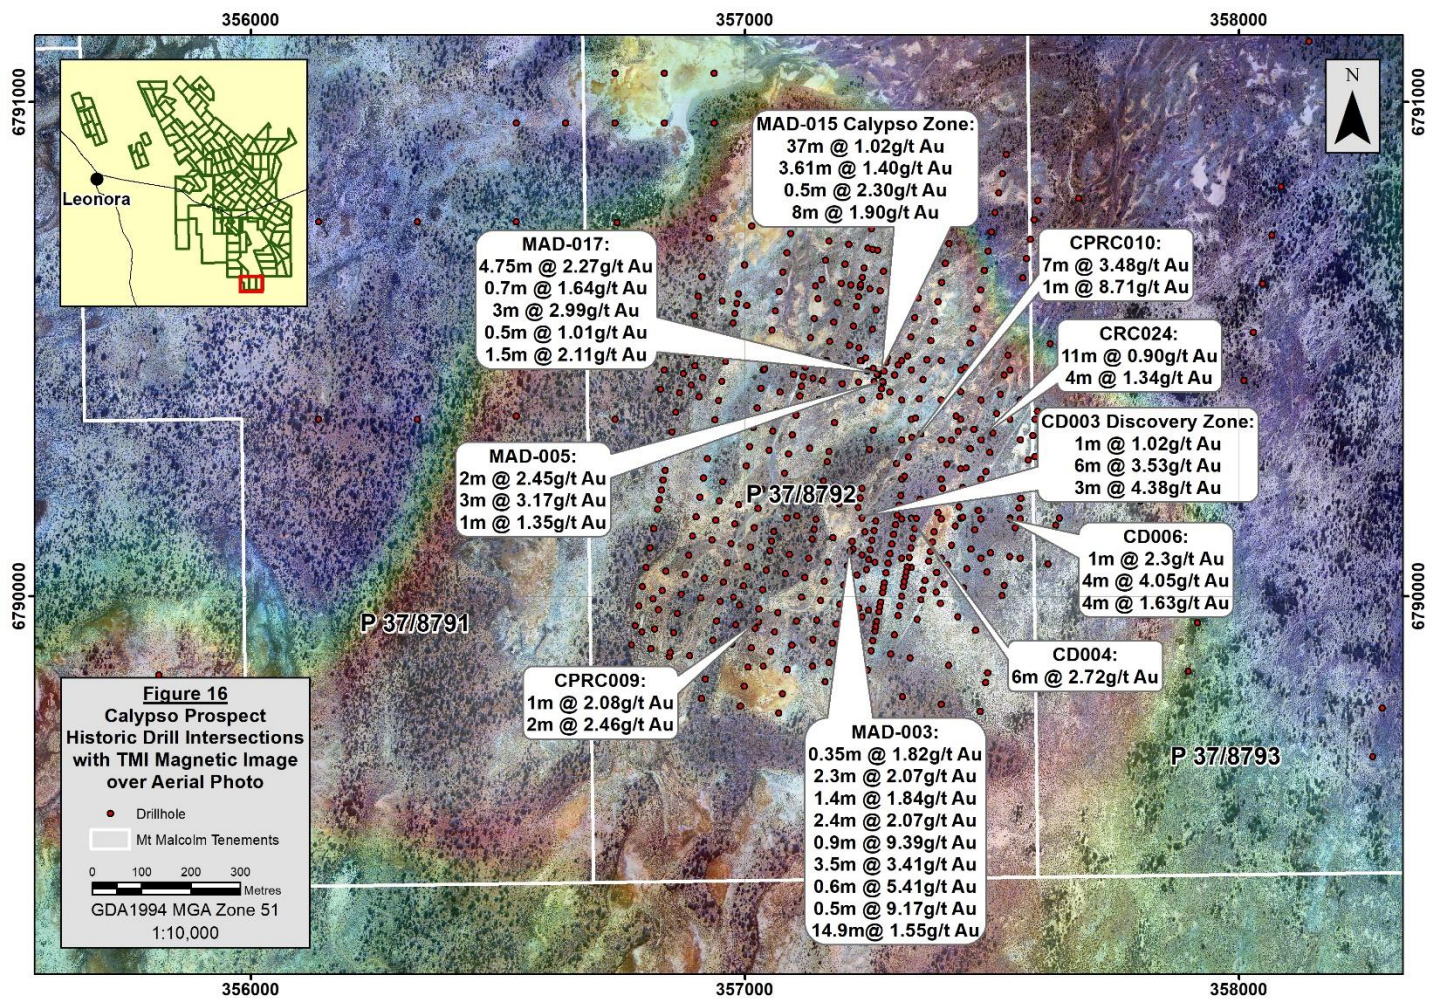 356000
357000
358000
6791000
6791000
N
Leonora
MAD-015 Calypso Zone:
37m @ 1.02g/t Au
3.61m @ 1.40g/t Au
0.5m @ 2.30g/t Au
8m @ 1.90g/t Au
MAD-017:
4.75m @ 2.27g/t Au
0.7m @ 1.64g/t Au
3m @ 2.99g/t Au
0.5m @ 1.01g/t Au
1.5m @ 2.11g/t Au
CPRC010:
7m @ 3.48g/t Au
1m @ 8.71g/t Au
CRC024:
11m @ 0.90g/t Au
4m @ 1.34g/t Au
CD003 Discovery Zone:
1m @ 1.02g/t Au
6m @ 3.53g/t Au
3m @ 4.38g/t Au
MAD-005:
2m @ 2.45g/t Au
3m @ 3.17g/t Au
1m @ 1.35g/t Au
P 37/8792
CD006:
1m @ 2.3g/t Au
4m @ 4.05g/t Au
4m @ 1.63g/t Au
6790000
6790000
P 37/8791
CD004:
6m @ 2.72g/t Au
CPRC009:
1m @ 2.08g/t Au
2m @ 2.46g/t Au
MAD-003:
0.35m @ 1.82g/t Au
2.3m @ 2.07g/t Au
1.4m @ 1.84g/t Au
2.4m @ 2.07g/t Au
0.9m @ 9.39g/t Au
3.5m @ 3.41g/t Au
0.6m @ 5.41g/t Au
0.5m @ 9.17g/t Au
14.9m@ 1.55g/t Au
P 37/8793
Figure 16
Calypso Prospect
Historic Drill Intersections
with TMI Magnetic Image
over Aerial Photo
Drillhole
Mt Malcolm Tenements
0 100 200 300
Metres
GDA1994 MGA Zone 51
1:10,000
356000
357000
358000